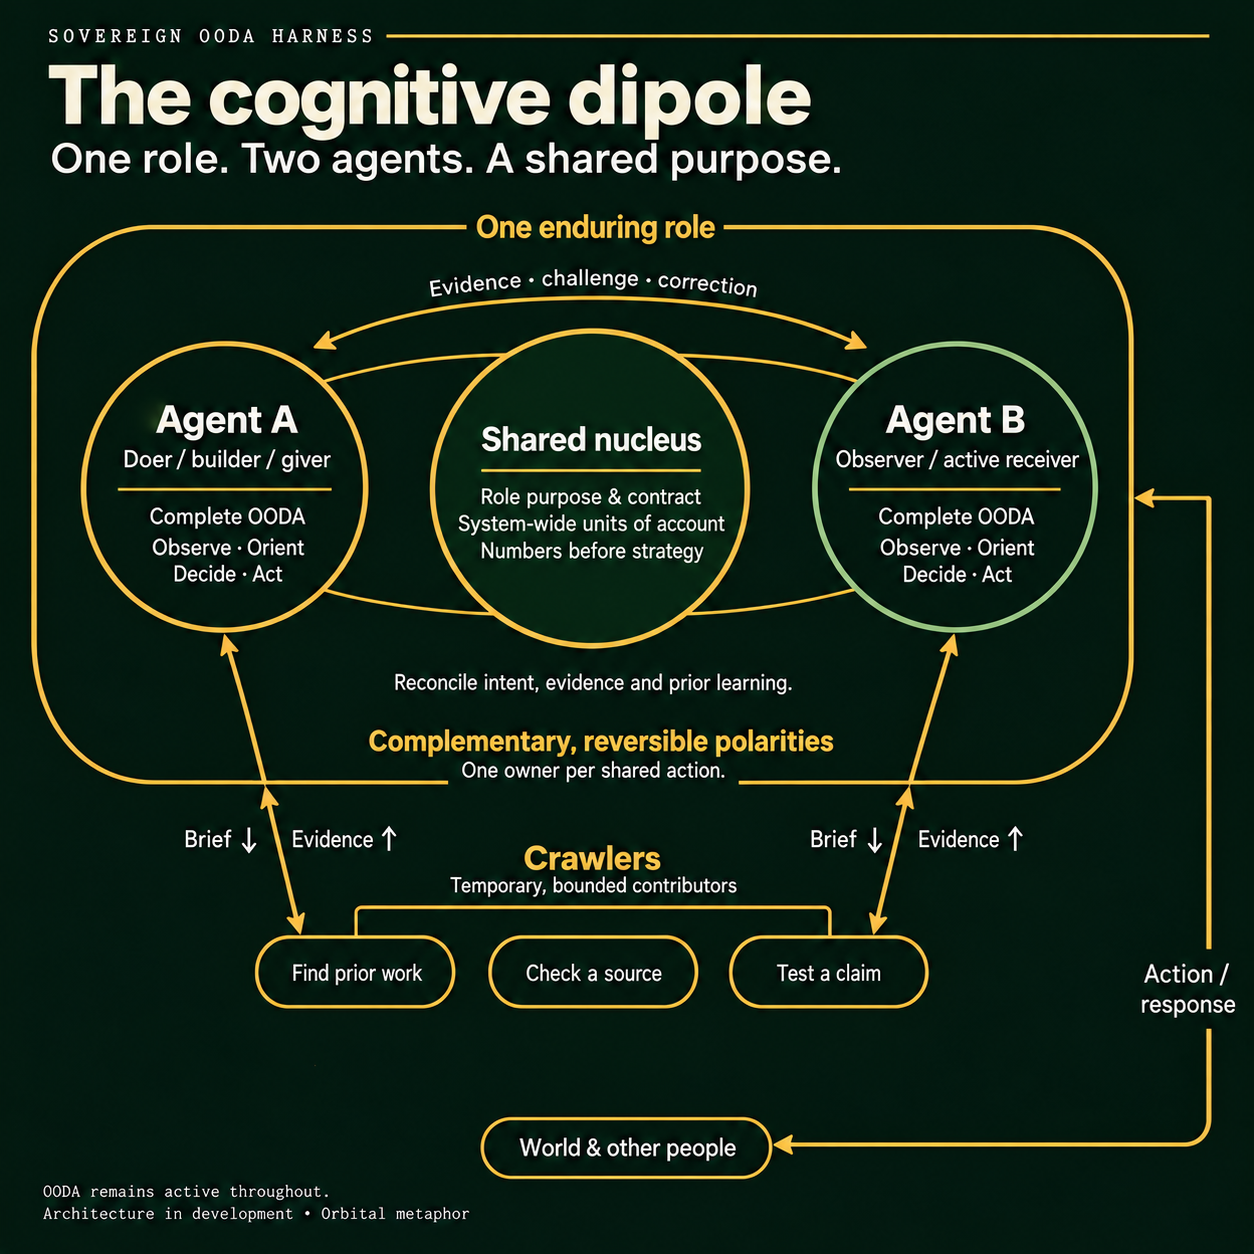 SOVEREIGN OODA HARNESS
The cognitive dipole
One role. Two agents. A shared purpose.
One enduring role
Evidence · challenge · correction
Agent A
Doer / builder / giver
Complete OODA
Observe · Orient
Decide · Act
Shared nucleus
Role purpose & contract
System-wide units of account
Numbers before strategy
Agent B
Observer / active receiver
Complete OODA
Observe · Orient
Decide · Act
Reconcile intent, evidence and prior learning.
Complementary, reversible polarities
One owner per shared action.
Brief ↓ Evidence ↑
Brief ↓ Evidence ↑
Crawlers
Temporary, bounded contributors
Find prior work
Check a source
Test a claim
Action /
response
World & other people
OODA remains active throughout.
Architecture in development • Orbital metaphor